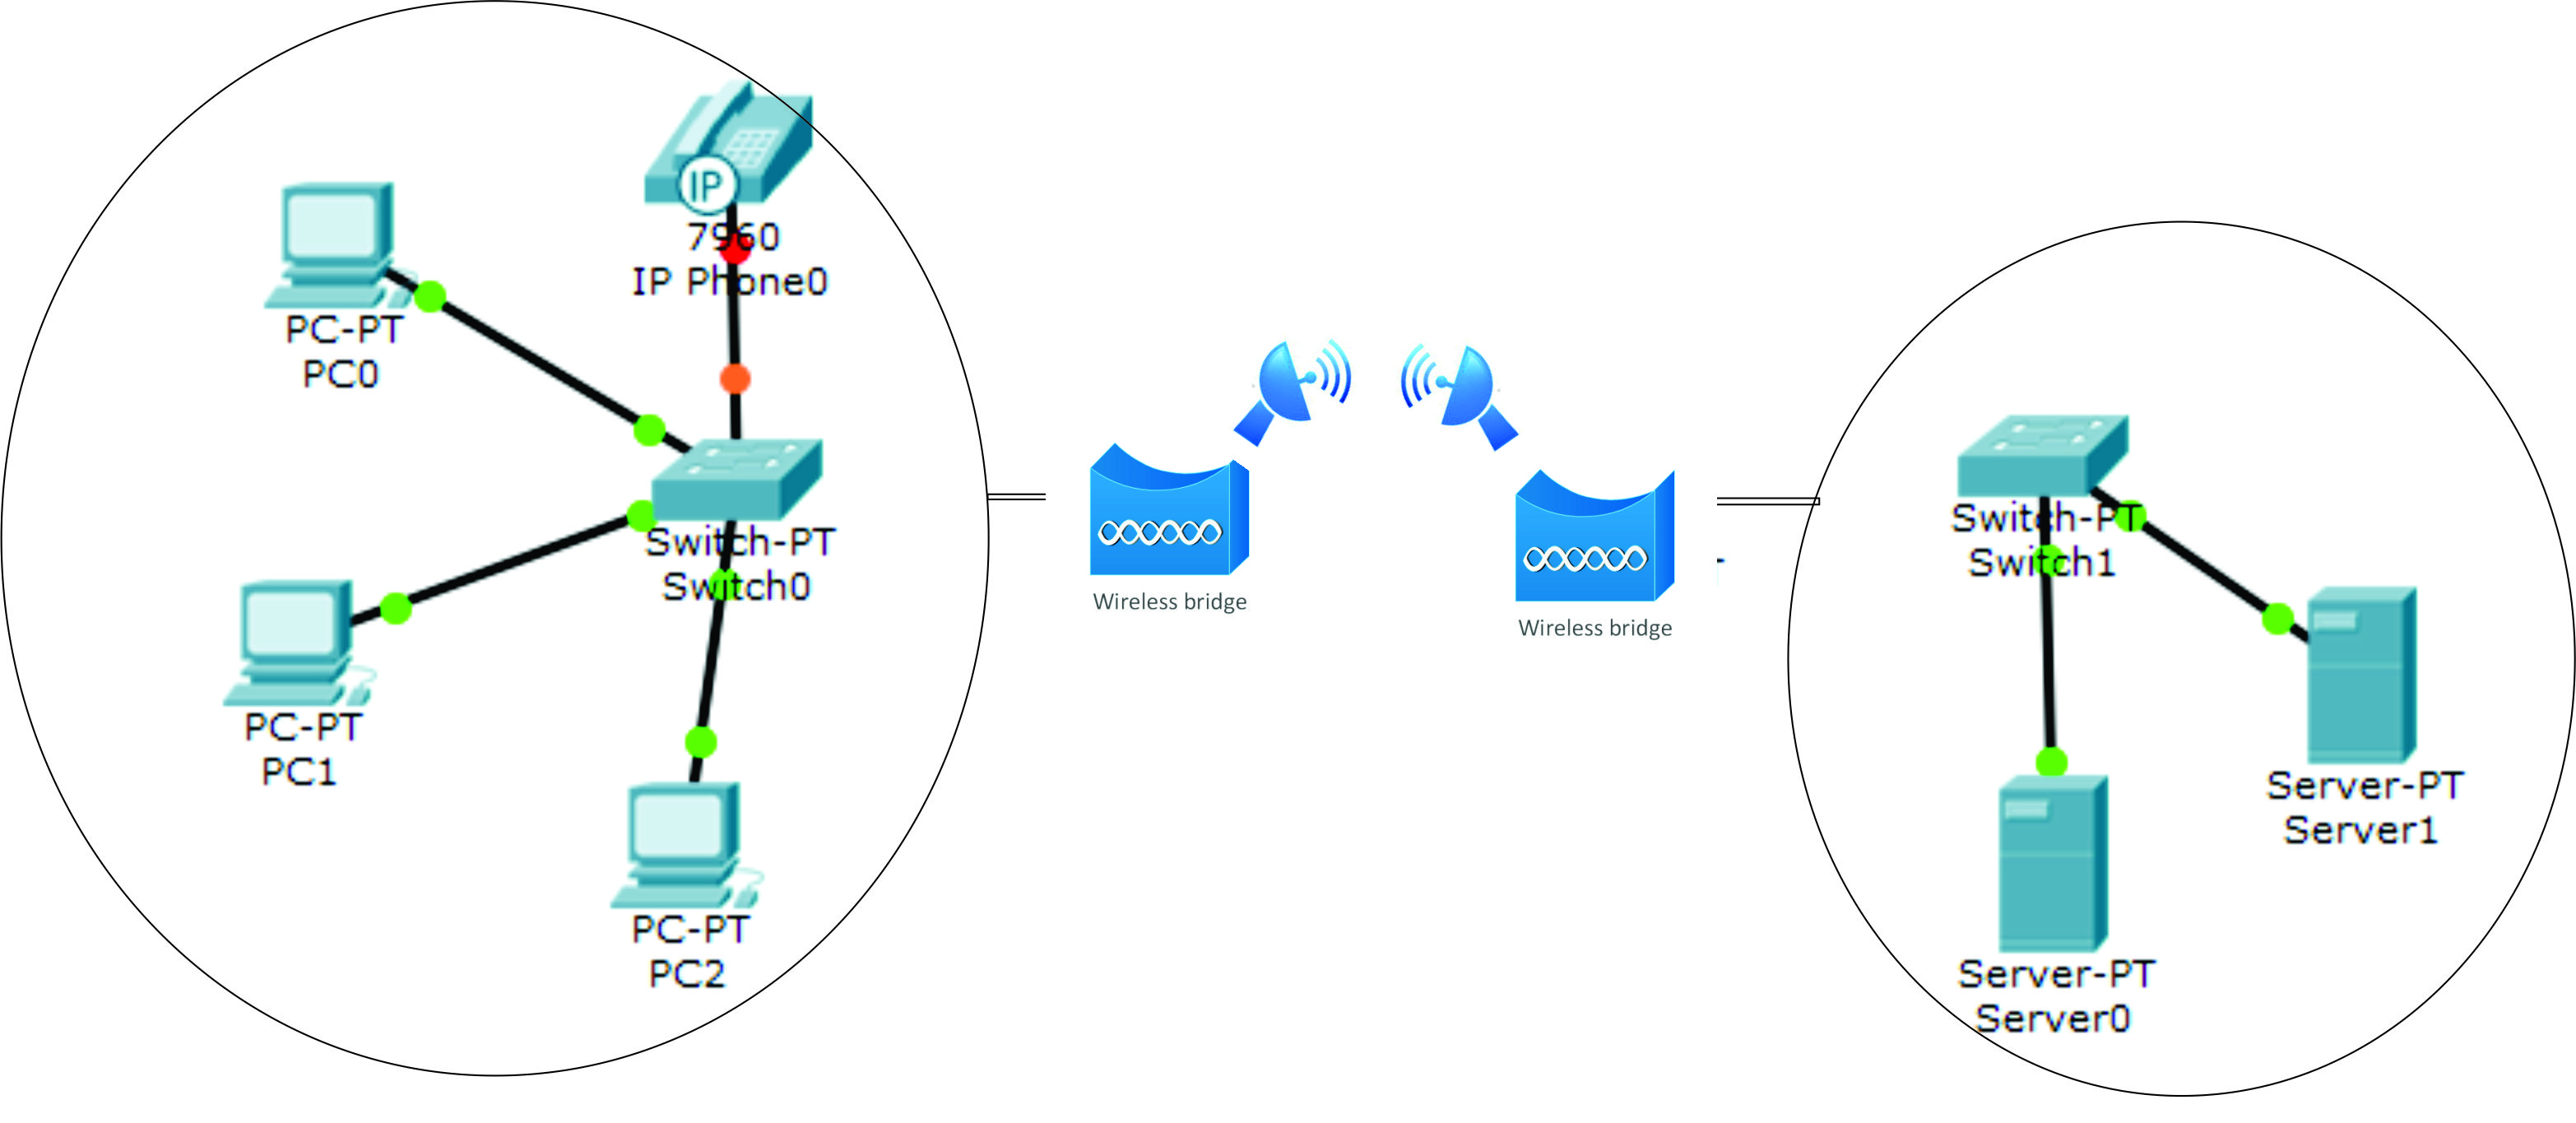 IP
7960
IP Phone0
PC-PT
PC0
Switch-PT
Switch0
PC-PT
PC1
PC-PT
PC2
Wireless bridge
Wireless bridge
Switch-PT
Switch1
Server-PT
Server1
Server-PT
Server0